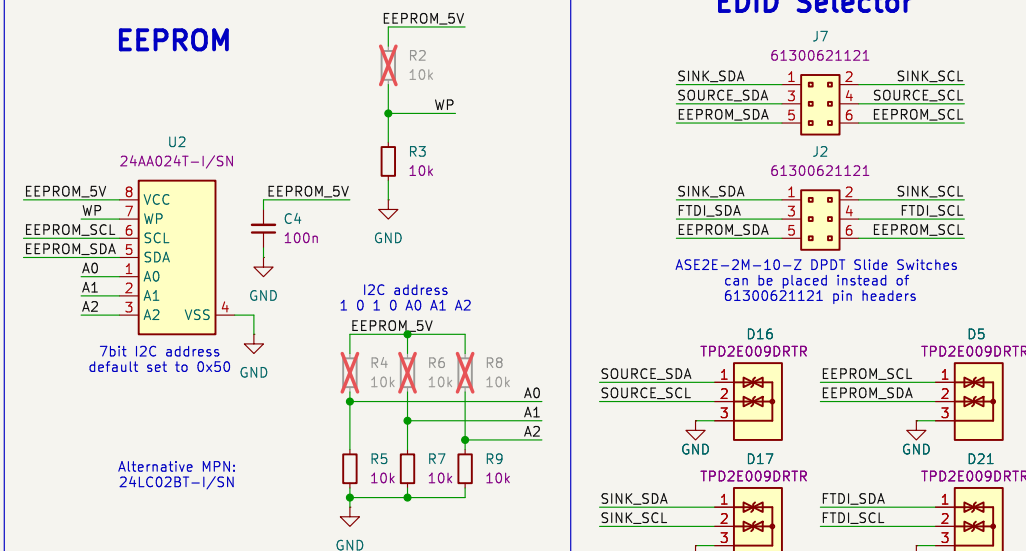 EEPROM
EEPROM_5V
R2
10k
WP
R3
10k
GND
U2
24AA024T-I/SN
EEPROM_5V
8
VCC
WP
7
WP
EEPROM_SCL
6
SCL
EEPROM_SDA
5
SDA
A0
1
A0
A1
2
A1
A2
3
A2
VSS
4
GND
7bit I2C address
default set to 0x50
EEPROM_5V
C4
100n
GND
I2C address
1 0 1 0 A0 A1 A2
EEPROM_5V
R4
10k
R6
10k
R8
10k
A0
A1
A2
R5
10k
R7
10k
R9
10k
GND
Alternative MPN:
24LC02BT-I/SN
EDID Selector
J7
61300621121
SINK_SDA
1
2
SINK_SCL
SOURCE_SDA
3
4
SOURCE_SCL
EEPROM_SDA
5
6
EEPROM_SCL
J2
61300621121
SINK_SDA
1
2
SINK_SCL
FTDI_SDA
3
4
FTDI_SCL
EEPROM_SDA
5
6
EEPROM_SCL
ASE2E-2M-10-Z DPDT Slide Switches
can be placed instead of
61300621121 pin headers
D16
TPD2E009DRTR
SOURCE_SDA
1
SOURCE_SCL
2
3
GND
D5
TPD2E009DRTR
EEPROM_SCL
1
EEPROM_SDA
2
3
GND
D17
TPD2E009DRTR
SINK_SDA
1
SINK_SCL
2
3
D21
TPD2E009DRTR
FTDI_SDA
1
FTDI_SCL
2
3